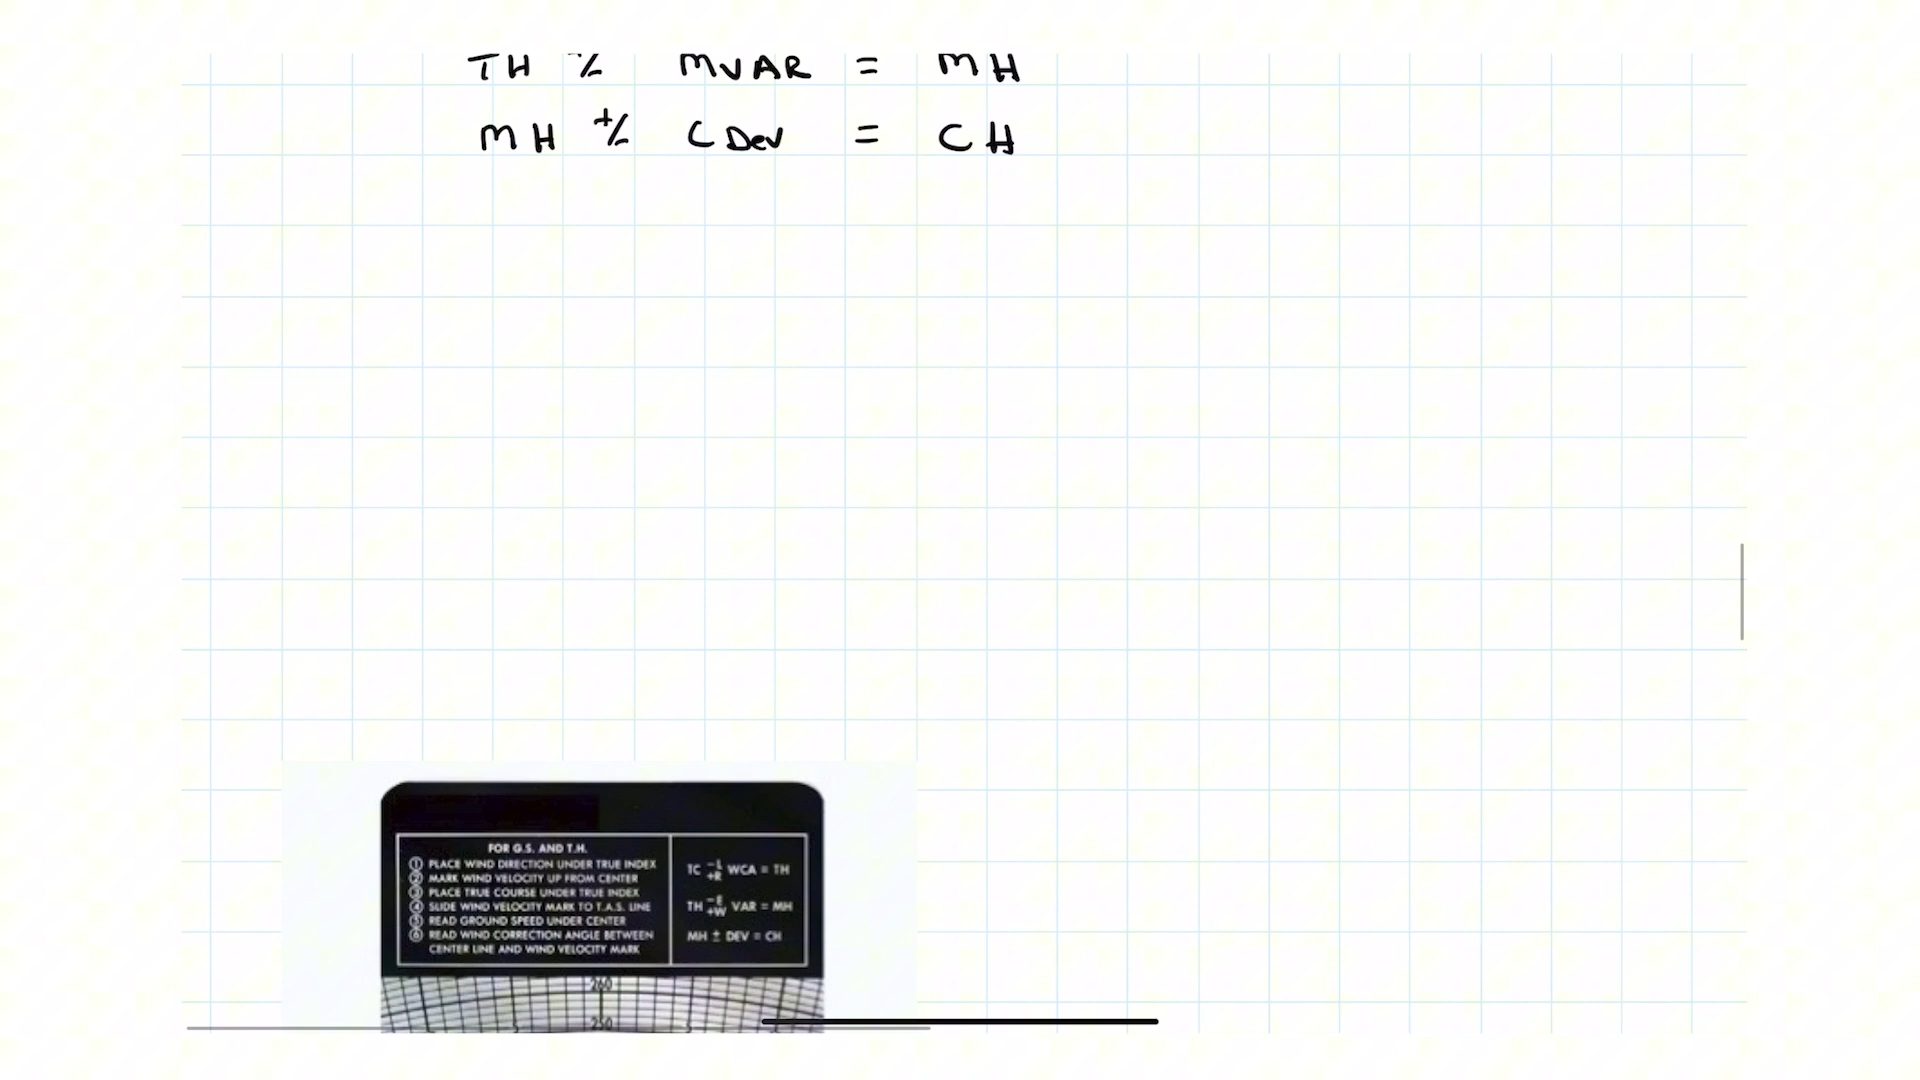 TH +/- MVAR = MH
MH +/- CDev = CH
FOR G.S. AND T.H.
① PLACE WIND DIRECTION UNDER TRUE INDEX
② MARK WIND VELOCITY UP FROM CENTER
③ PLACE TRUE COURSE UNDER TRUE INDEX
④ SLIDE WIND VELOCITY MARK TO T.A.S. LINE
⑤ READ GROUND SPEED UNDER CENTER
⑥ READ WIND CORRECTION ANGLE BETWEEN
CENTER LINE AND WIND VELOCITY MARK
TC -L +R WCA = TH
TH -E +W VAR = MH
MH ± DEV = CH
260
250